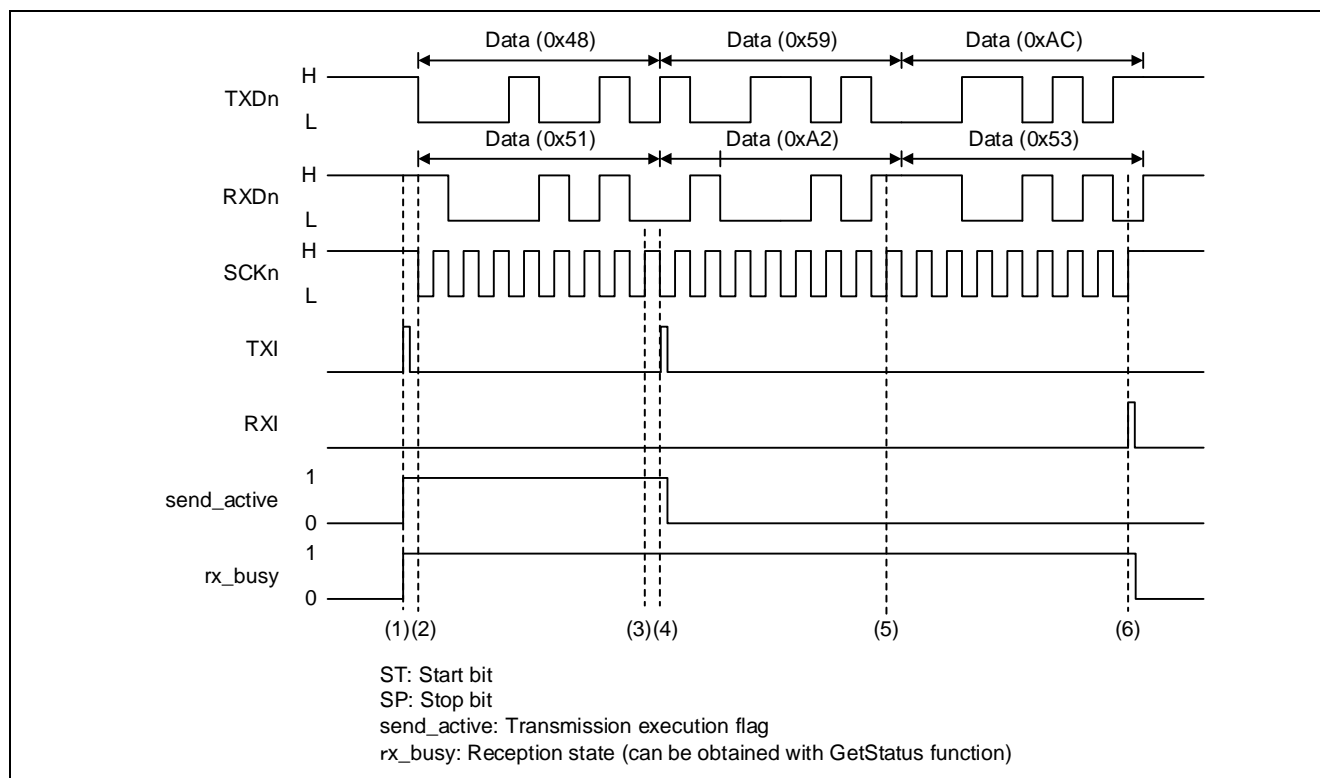 Data (0x48) Data (0x59) Data (0xAC)
H
TXDn
L
Data (0x51) Data (0xA2) Data (0x53)
H
RXDn
L
H
SCKn
L
TXI
RXI
1
send_active
0
1
rx_busy
0
(1) (2) (3) (4) (5) (6)
ST: Start bit
SP: Stop bit
send_active: Transmission execution flag
rx_busy: Reception state (can be obtained with GetStatus function)